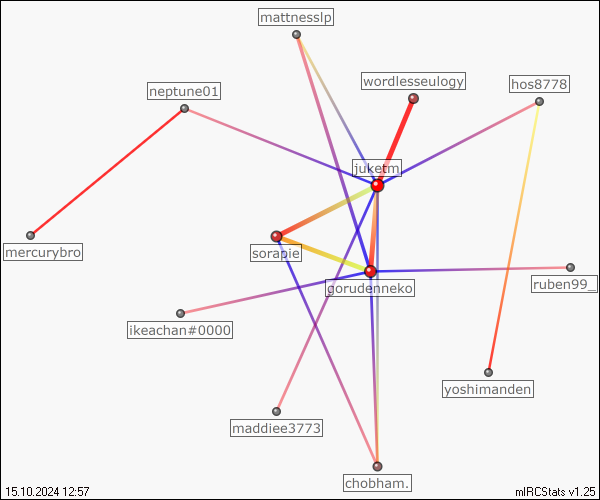 mattnesslp
wordlesseulogy
hos8778
neptune01
juketm
mercurybro
sorapie
gorudenneko
ruben99_
ikeachan#0000
yoshimanden
maddiee3773
chobham.
15.10.2024 12:57
mIRCStats v1.25